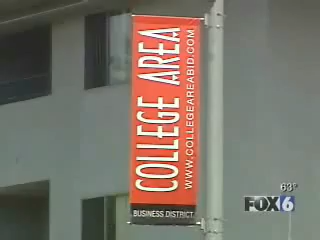 COLLEGE AREA
WWW.COLLEGEAREABID.COM
BUSINESS DISTRICT
63°
FOX6